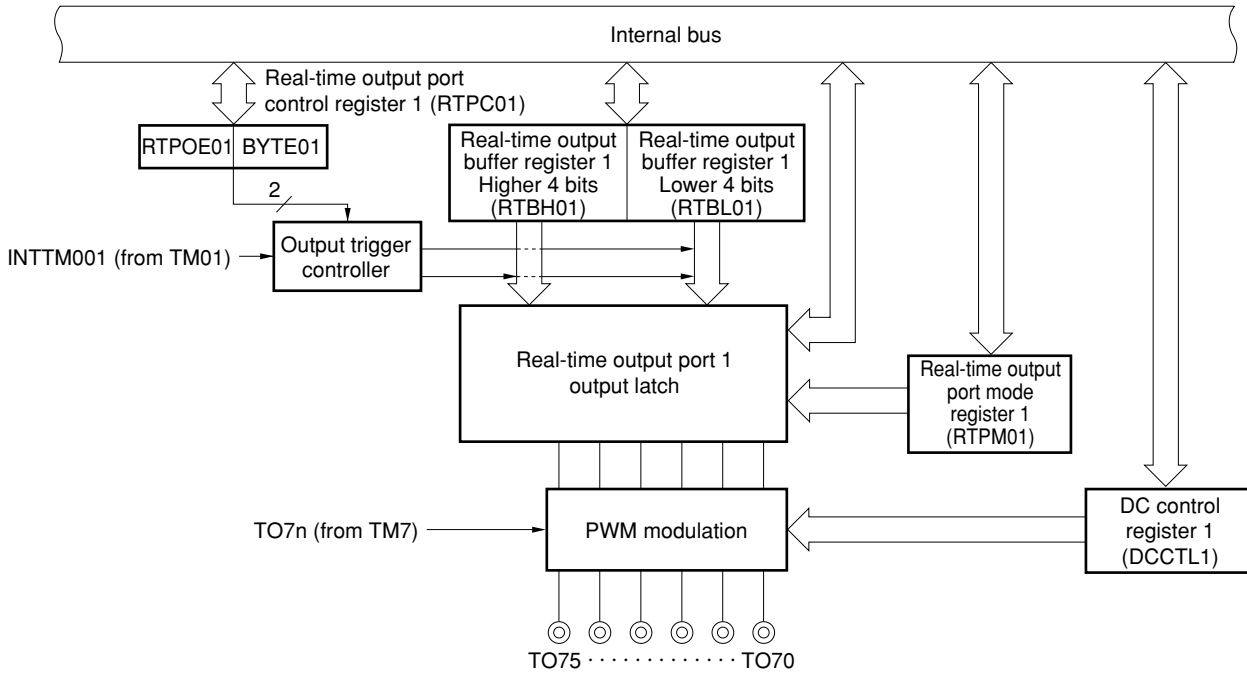 Internal bus
Real-time output port
control register 1 (RTPC01)
RTPOE01 BYTE01
Real-time output
buffer register 1
Higher 4 bits
(RTBH01)
Real-time output
buffer register 1
Lower 4 bits
(RTBL01)
2
INTTM001 (from TM01)
Output trigger
controller
Real-time output port 1
output latch
Real-time output
port mode
register 1
(RTPM01)
TO7n (from TM7)
PWM modulation
DC control
register 1
(DCCTL1)
TO75 · · · · · · · · · · · · TO70